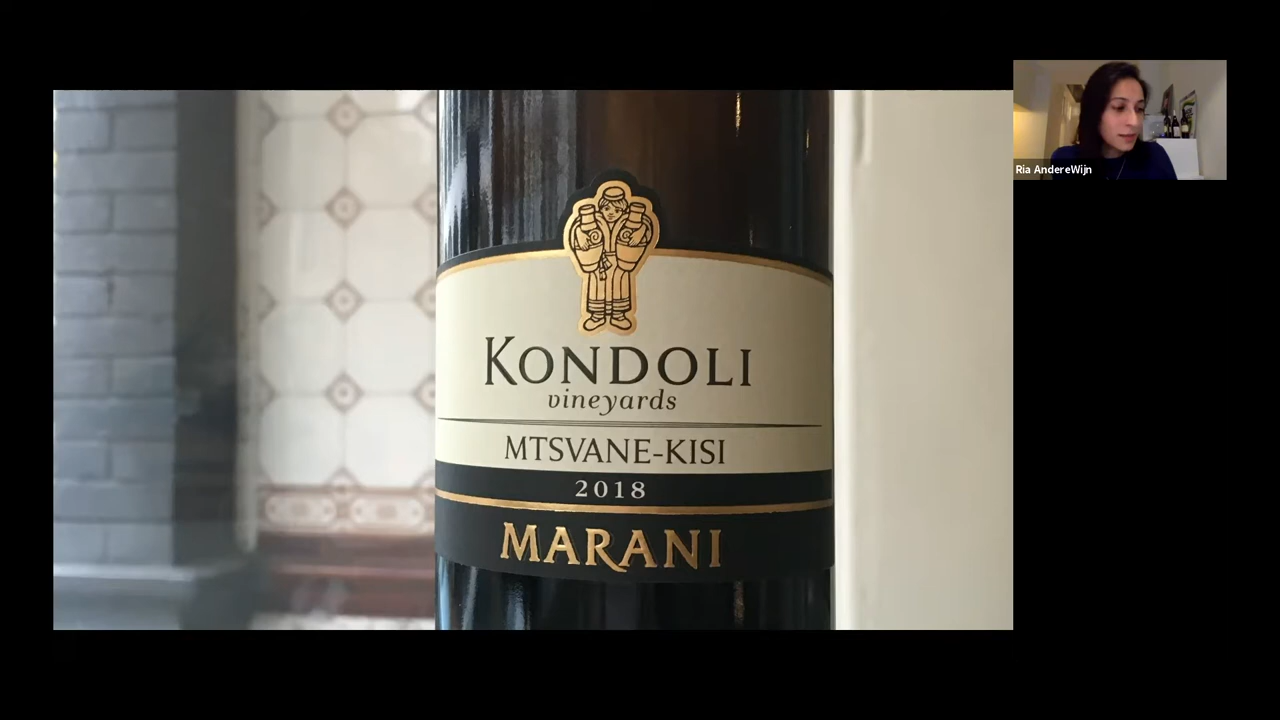 KONDOLI
vineyards
MTSVANE-KISI
2018
MARANI
Ria AndereWijn